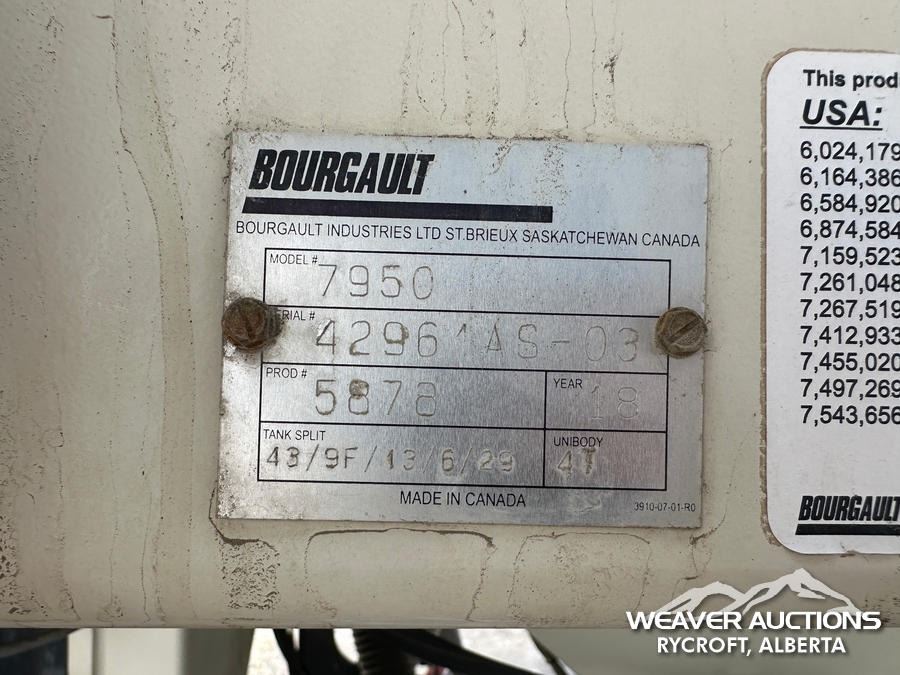 BOURGAULT
BOURGAULT INDUSTRIES LTD ST.BRIEUX SASKATCHEWAN CANADA
MODEL # 7950
ERIAL # 42961AS-03
PROD # 5878
YEAR 18
TANK SPLIT
43/9F/13/6/29
UNIBODY
4T
MADE IN CANADA
3910-07-01-R0
This prod
USA:
6,024,179
6,164,386
6,584,920
6,874,584
7,159,523
7,261,048
7,267,519
7,412,933
7,455,020
7,497,269
7,543,656
BOURGAULT
WEAVER AUCTIONS
RYCROFT, ALBERTA